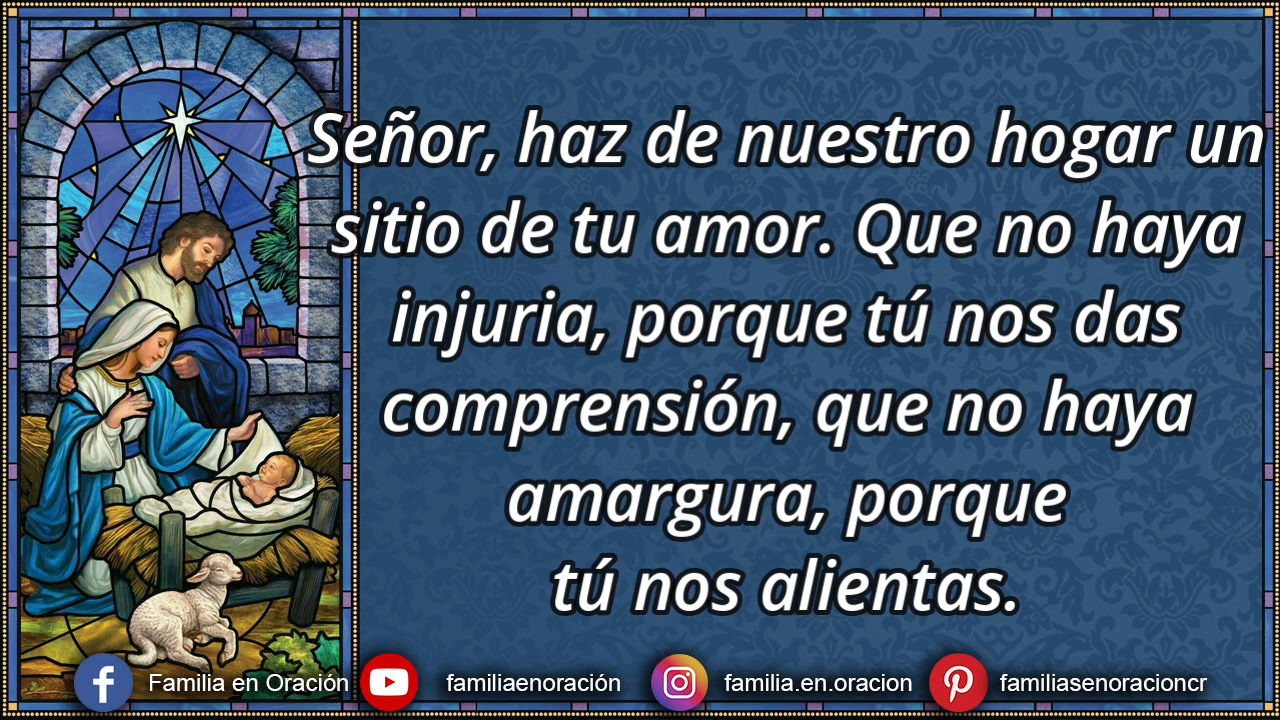 Señor, haz de nuestro hogar un
sitio de tu amor. Que no haya
injuria, porque tú nos das
comprensión, que no haya
amargura, porque
tú nos alientas.
Familia en Oración familiaenoración familia.en.oracion familiasenoracioncr